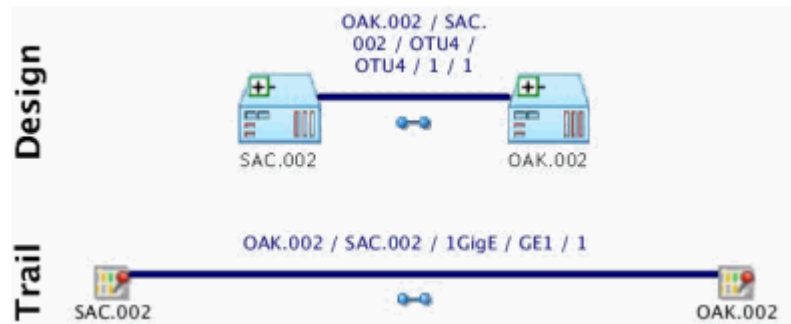 Design
OAK.002 / SAC.
002 / OTU4 /
OTU4 / 1 / 1
SAC.002
OAK.002
Trail
OAK.002 / SAC.002 / 1GigE / GE1 / 1
SAC.002
OAK.002